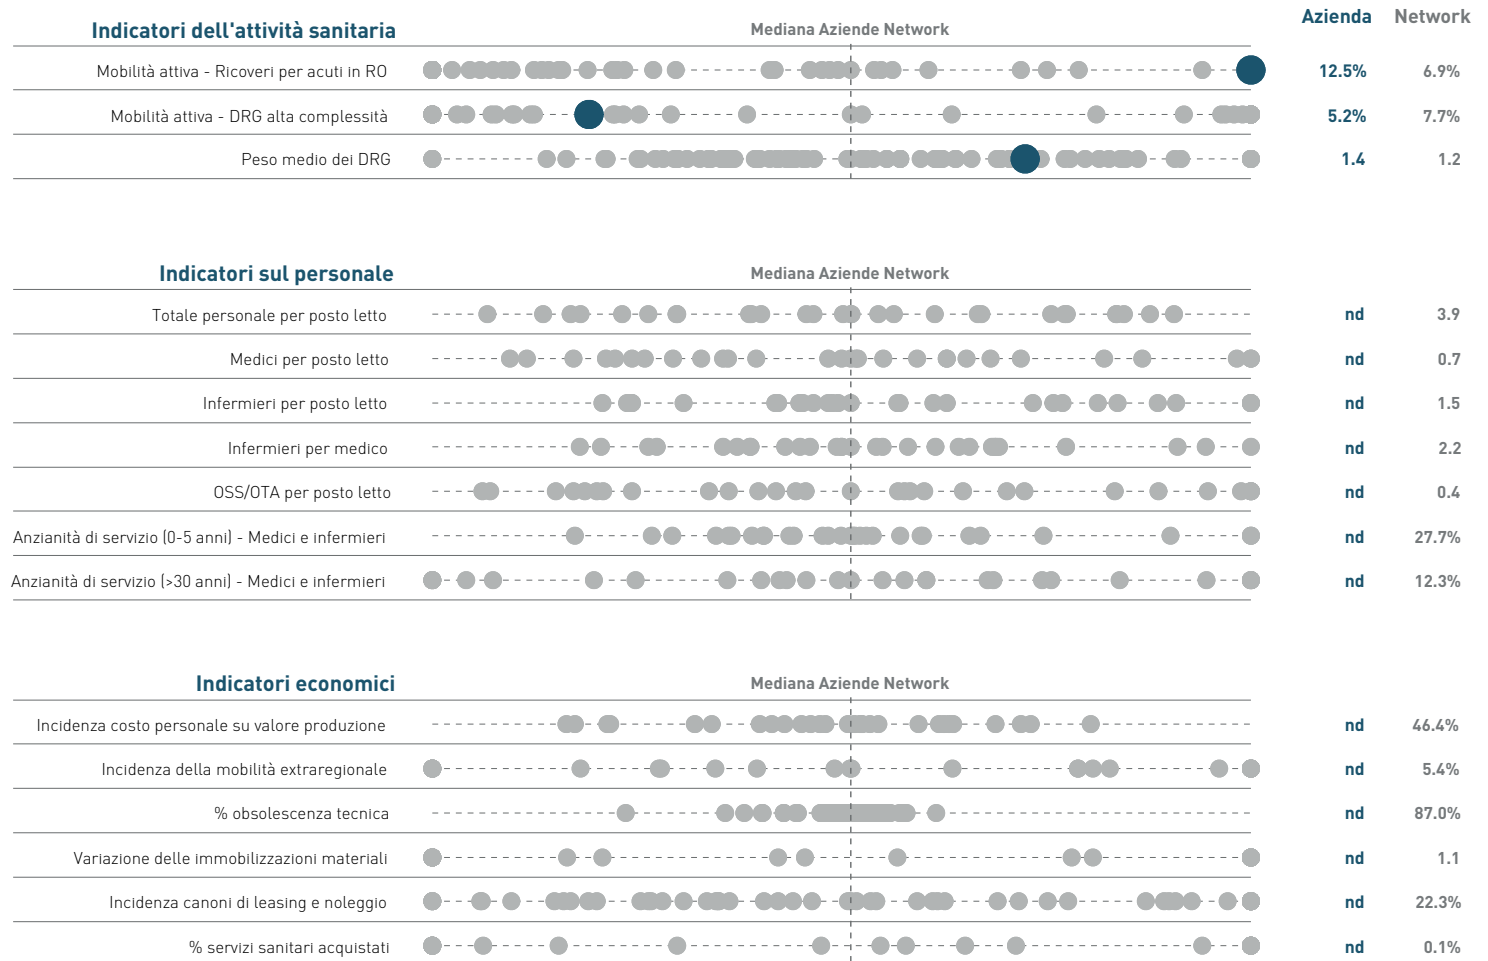 Azienda Network
Indicatori dell'attività sanitaria Mediana Aziende Network
Mobilità attiva - Ricoveri per acuti in RO 12.5% 6.9%
Mobilità attiva - DRG alta complessità 5.2% 7.7%
Peso medio dei DRG 1.4 1.2
Indicatori sul personale Mediana Aziende Network
Totale personale per posto letto nd 3.9
Medici per posto letto nd 0.7
Infermieri per posto letto nd 1.5
Infermieri per medico nd 2.2
OSS/OTA per posto letto nd 0.4
Anzianità di servizio (0-5 anni) - Medici e infermieri nd 27.7%
Anzianità di servizio (>30 anni) - Medici e infermieri nd 12.3%
Indicatori economici Mediana Aziende Network
Incidenza costo personale su valore produzione nd 46.4%
Incidenza della mobilità extraregionale nd 5.4%
% obsolescenza tecnica nd 87.0%
Variazione delle immobilizzazioni materiali nd 1.1
Incidenza canoni di leasing e noleggio nd 22.3%
% servizi sanitari acquistati nd 0.1%